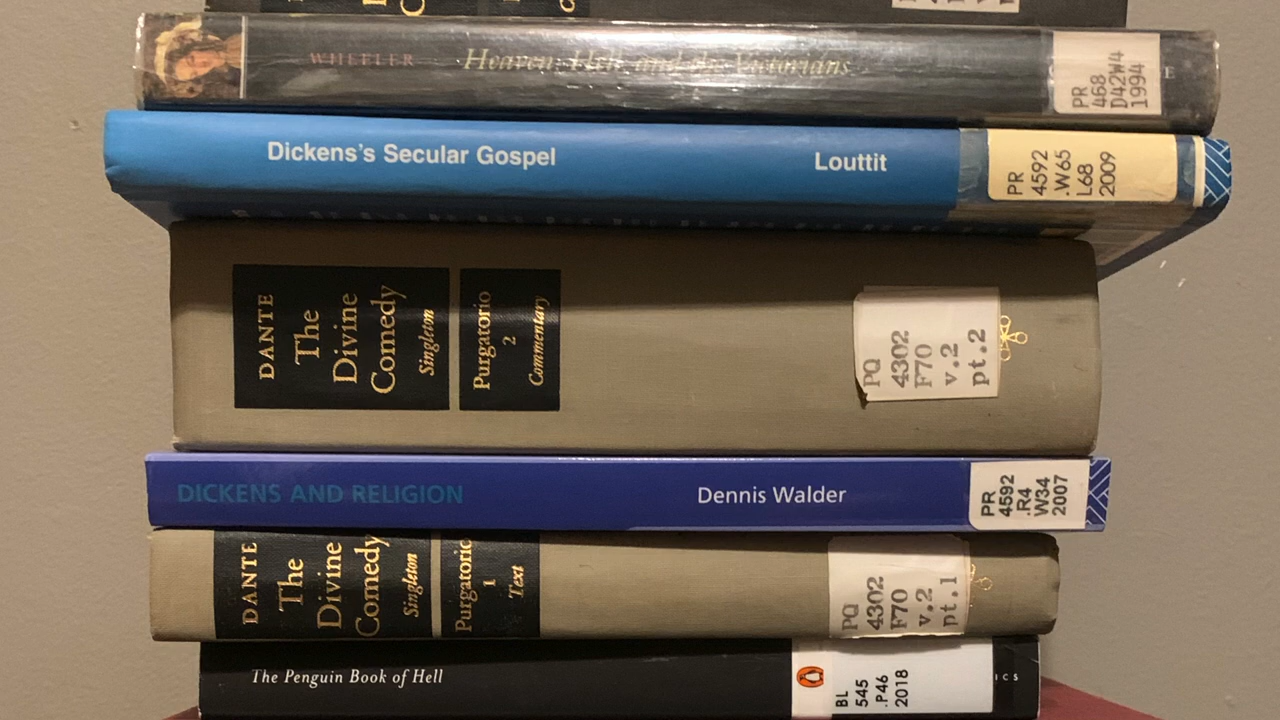 WHEELER Heaven, Hell, and the Victorians
PR
468
D42W4
1994
E
Dickens's Secular Gospel Louttit
PR
4592
.W65
L68
2009
DANTE
The
Divine
Comedy
Singleton
Purgatorio
2
Commentary
PQ
4302
F70
v.2
pt.2
DICKENS AND RELIGION Dennis Walder
PR
4592
.R4
W34
2007
DANTE
The
Divine
Comedy
Singleton
Purgatorio
1
Text
PQ
4302
F70
v.2
pt.1
The Penguin Book of Hell
BL
545
.P46
2018
ICS